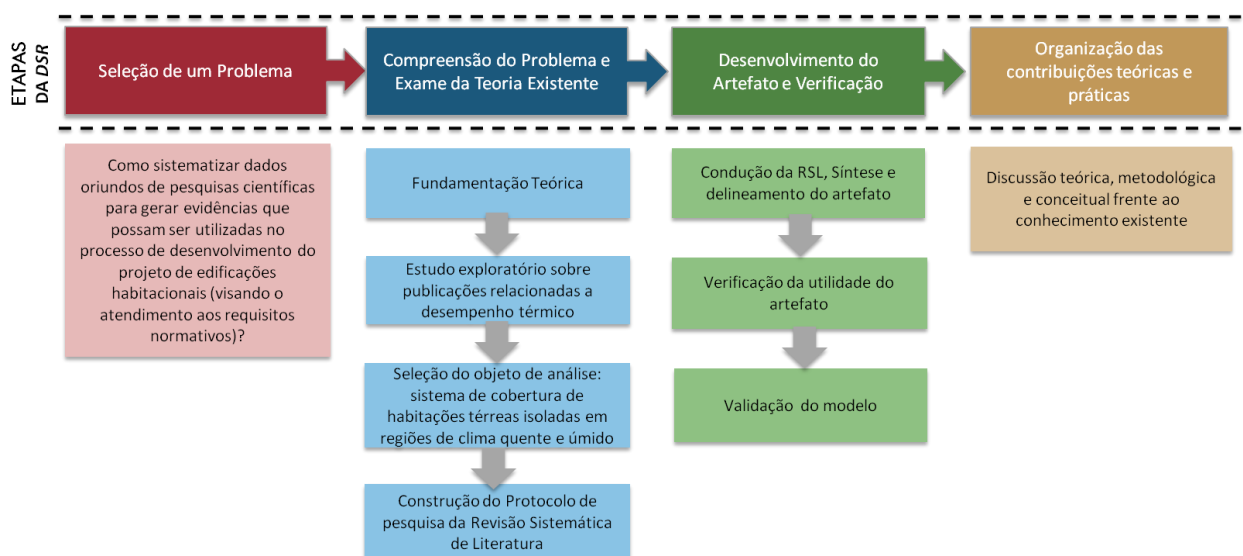 ETAPAS
DA DSR
Seleção de um Problema
Compreensão do Problema e
Exame da Teoria Existente
Desenvolvimento do
Artefato e Verificação
Organização das
contribuições teóricas e
práticas
Como sistematizar dados
oriundos de pesquisas científicas
para gerar evidências que
possam ser utilizadas no
processo de desenvolvimento do
projeto de edificações
habitacionais (visando o
atendimento aos requisitos
normativos)?
Fundamentação Teórica
Estudo exploratório sobre
publicações relacionadas a
desempenho térmico
Seleção do objeto de análise:
sistema de cobertura de
habitações térreas isoladas em
regiões de clima quente e úmido
Construção do Protocolo de
pesquisa da Revisão Sistemática
de Literatura
Condução da RSL, Síntese e
delineamento do artefato
Verificação da utilidade do
artefato
Validação do modelo
Discussão teórica, metodológica
e conceitual frente ao
conhecimento existente